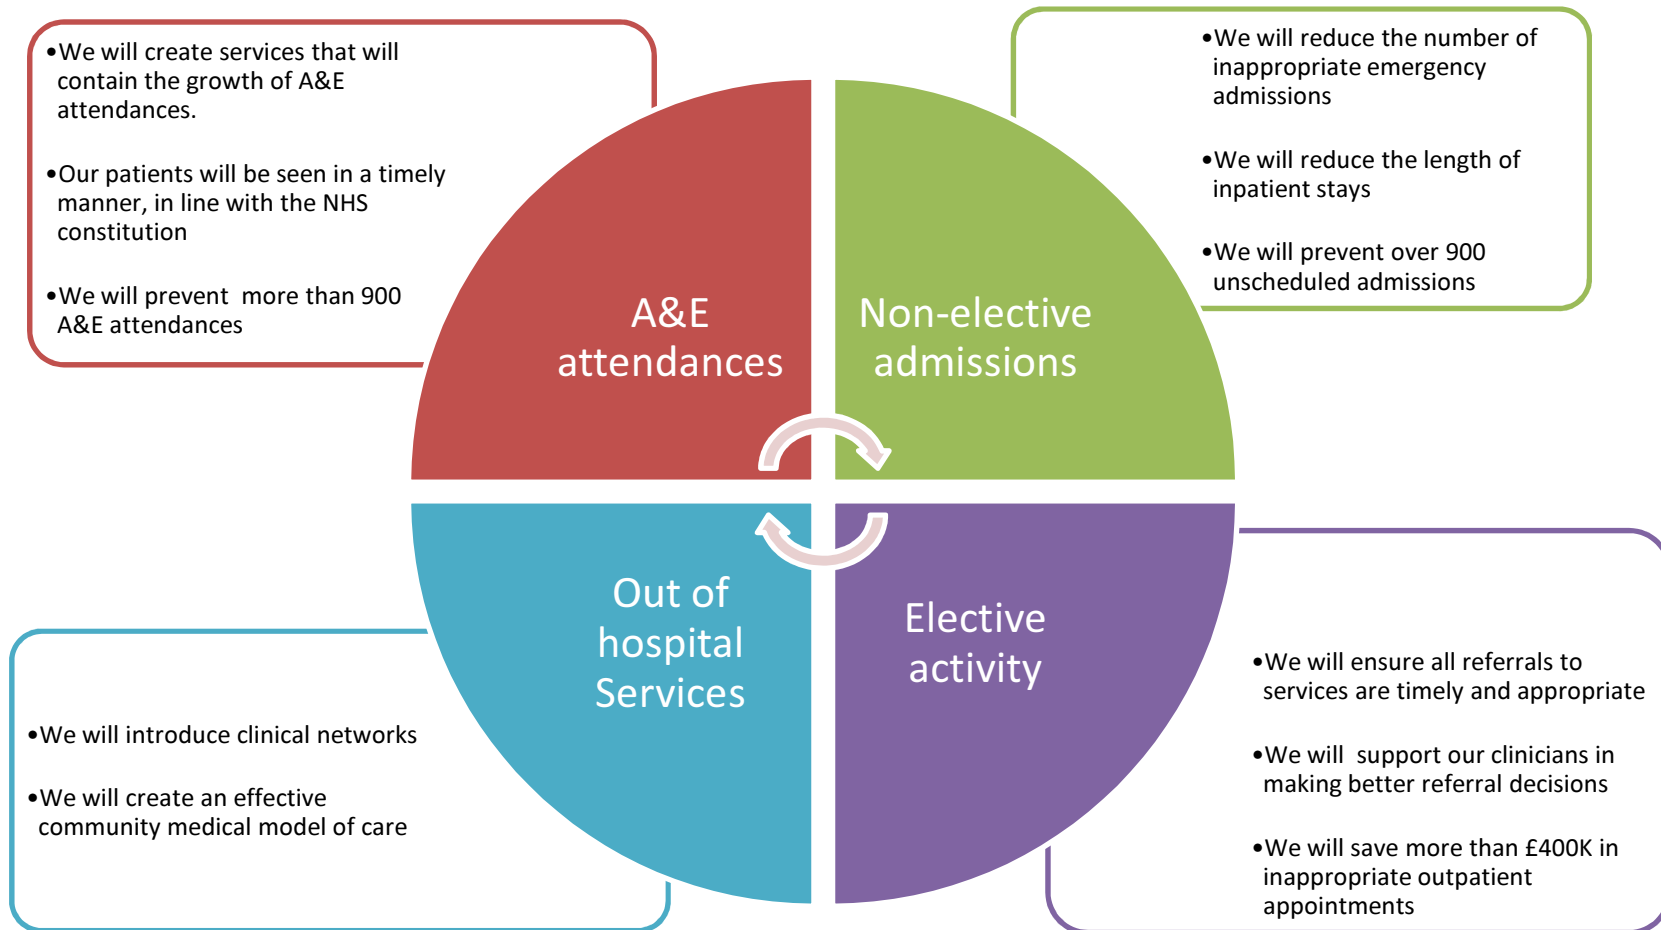 •We will create services that will
contain the growth of A&E
attendances.
•Our patients will be seen in a timely
manner, in line with the NHS
constitution
•We will prevent  more than 900
A&E attendances
•We will reduce the number of
inappropriate emergency
admissions
•We will reduce the length of
inpatient stays
•We will prevent over 900
unscheduled admissions
A&E
attendances
Non-elective
admissions
Out of
hospital
Services
Elective
activity
•We will introduce clinical networks
•We will create an effective
community medical model of care
•We will ensure all referrals to
services are timely and appropriate
•We will  support our clinicians in
making better referral decisions
•We will save more than £400K in
inappropriate outpatient
appointments